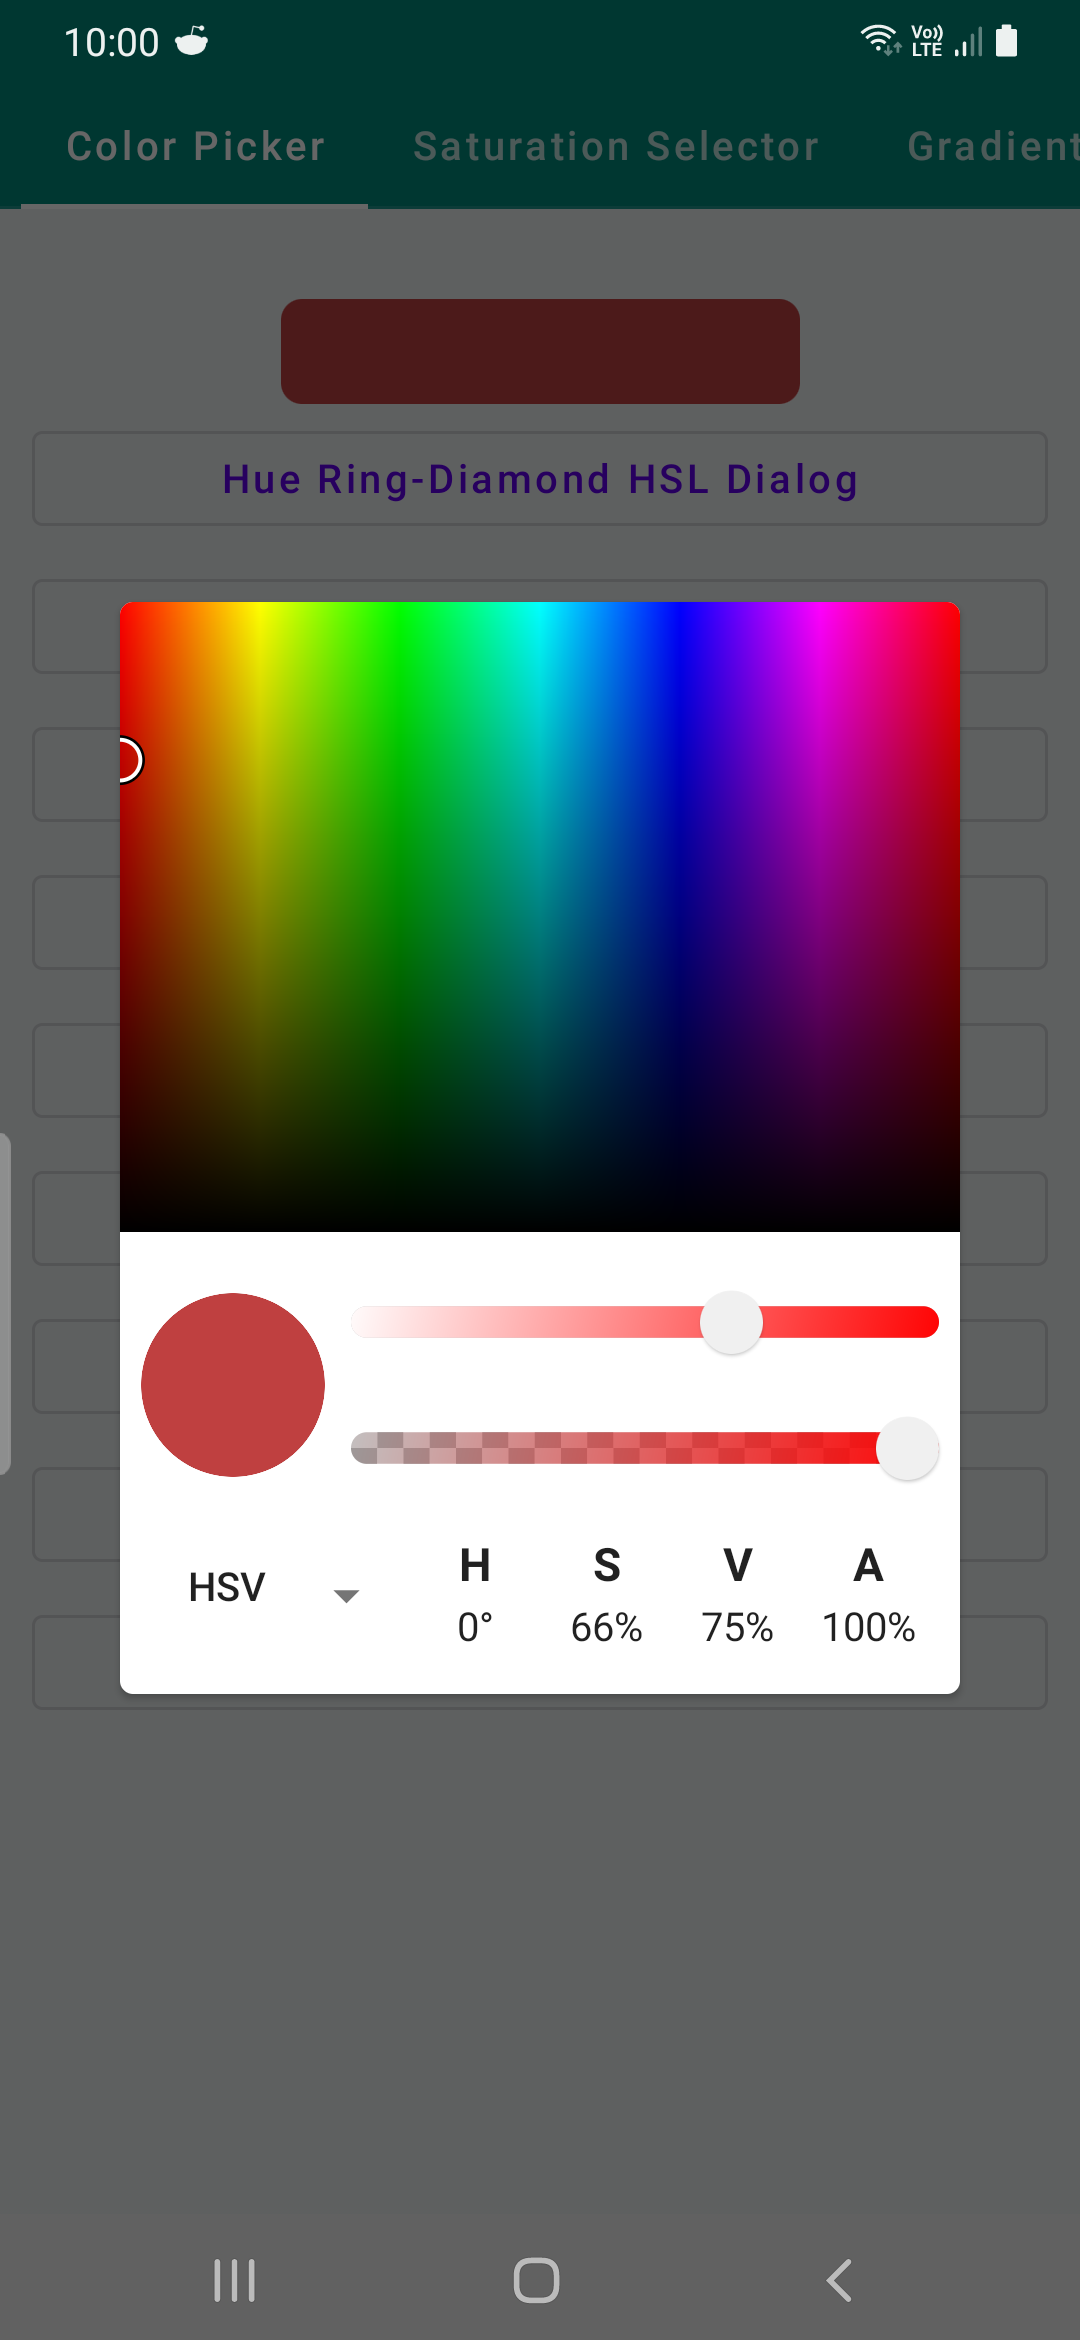 10:00 Vo)) LTE
Color Picker Saturation Selector Gradient
Hue Ring-Diamond HSL Dialog
HSV
H S V A
0° 66% 75% 100%